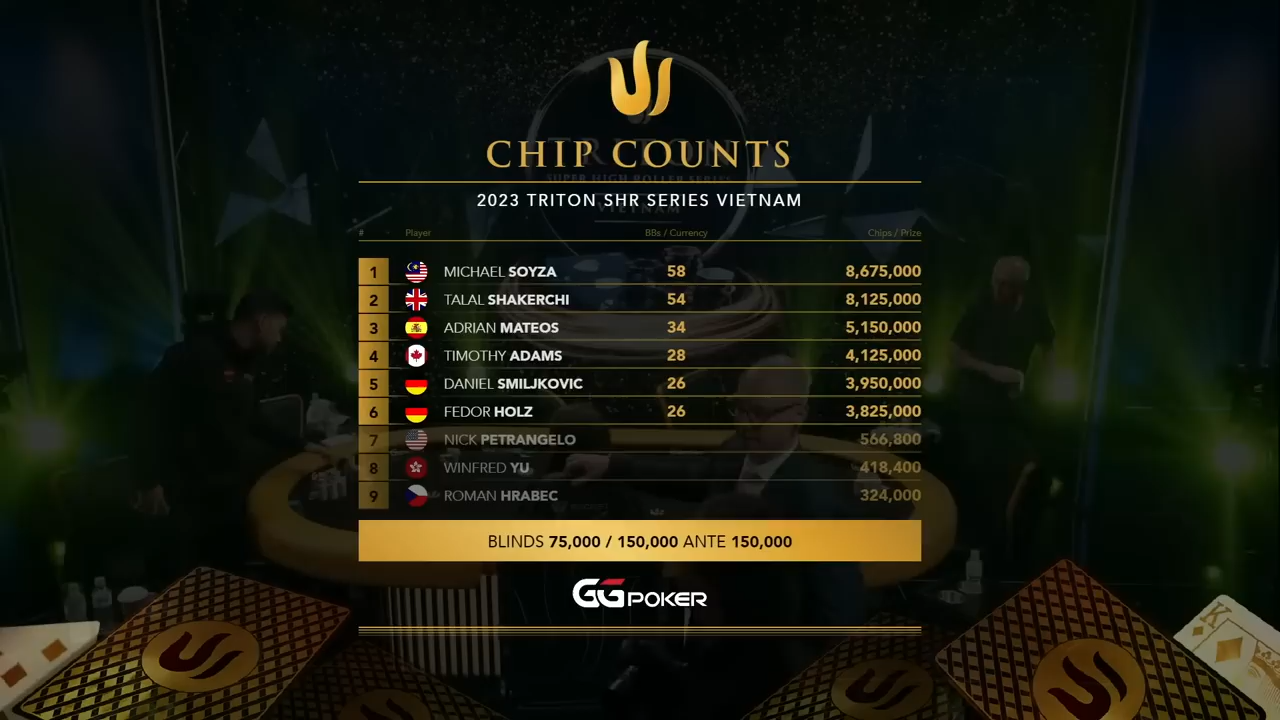 CHIP COUNTS
2023 TRITON SHR SERIES VIETNAM
# Player BBs / Currency Chips / Prize
1 MICHAEL SOYZA 58 8,675,000
2 TALAL SHAKERCHI 54 8,125,000
3 ADRIAN MATEOS 34 5,150,000
4 TIMOTHY ADAMS 28 4,125,000
5 DANIEL SMILJKOVIC 26 3,950,000
6 FEDOR HOLZ 26 3,825,000
7 NICK PETRANGELO 566,800
8 WINFRED YU 418,400
9 ROMAN HRABEC 324,000
BLINDS 75,000 / 150,000 ANTE 150,000
GGPOKER
K